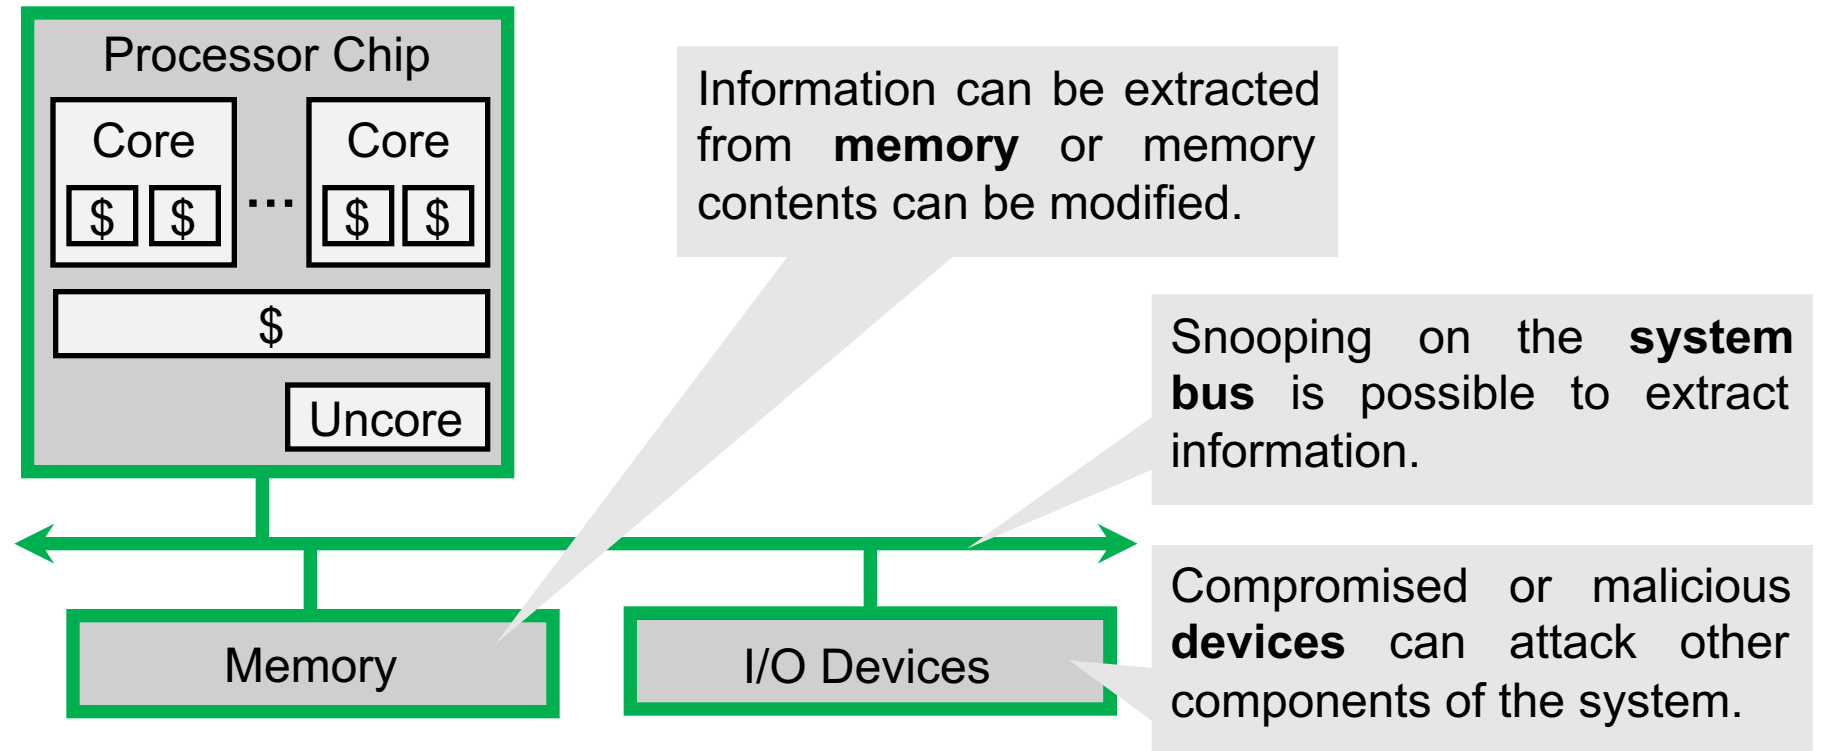 Processor Chip
Core
$ $
...
Core
$ $
$
Uncore
Memory
I/O Devices
Information can be extracted
from memory or memory
contents can be modified.
Snooping on the system
bus is possible to extract
information.
Compromised or malicious
devices can attack other
components of the system.